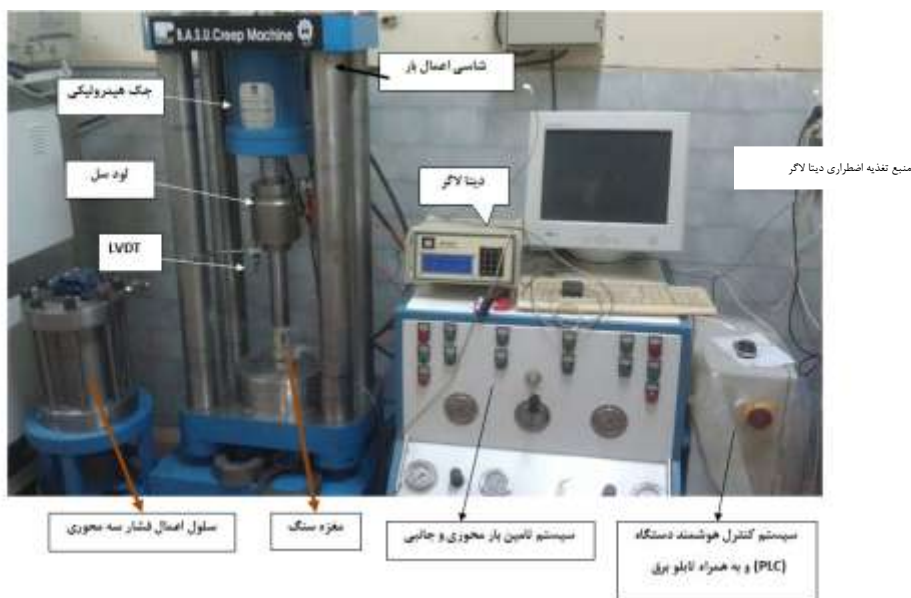 B.A.S.U. Creep Machine
شاسی اعمال بار
جک هیدرولیکی
منبع تغذیه اضطراری دیتا لاگر
لود سل
دیتا لاگر
LVDT
سلول اعمال فشار سه محوری
مغزه سنگ
سیستم تامین بار محوری و جانبی
سیستم کنترل هوشمند دستگاه
(PLC) و به همراه تابلو برق